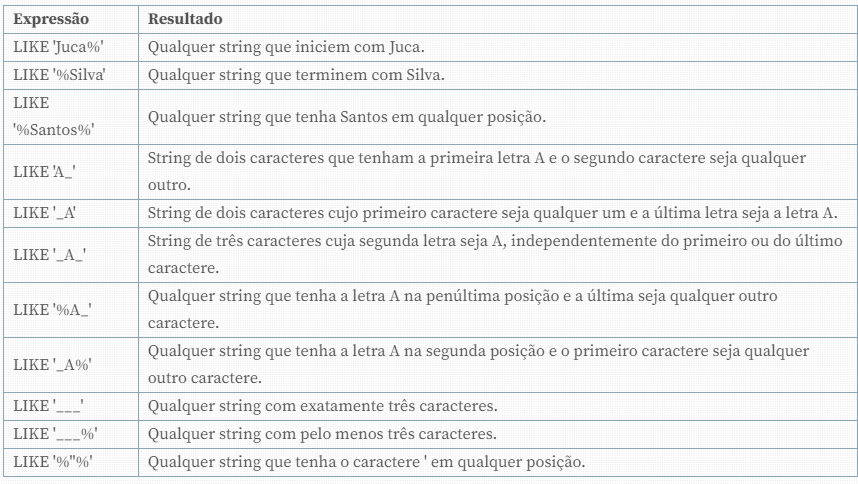 Expressão Resultado
LIKE 'Juca%' Qualquer string que iniciem com Juca.
LIKE '%Silva' Qualquer string que terminem com Silva.
LIKE
'%Santos%' Qualquer string que tenha Santos em qualquer posição.
LIKE 'A_' String de dois caracteres que tenham a primeira letra A e o segundo caractere seja qualquer
outro.
LIKE '_A' String de dois caracteres cujo primeiro caractere seja qualquer um e a última letra seja a letra A.
LIKE '_A_' String de três caracteres cuja segunda letra seja A, independentemente do primeiro ou do último
caractere.
LIKE '%A_' Qualquer string que tenha a letra A na penúltima posição e a última seja qualquer outro
caractere.
LIKE '_A%' Qualquer string que tenha a letra A na segunda posição e o primeiro caractere seja qualquer
outro caractere.
LIKE '___' Qualquer string com exatamente três caracteres.
LIKE '___%' Qualquer string com pelo menos três caracteres.
LIKE '%"%' Qualquer string que tenha o caractere ' em qualquer posição.